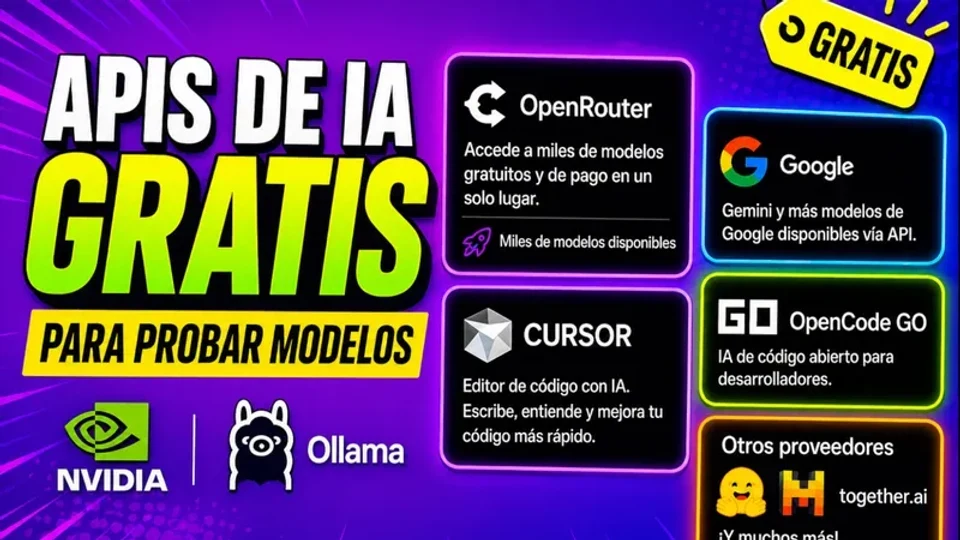 APIS DE IA
GRATIS
PARA PROBAR MODELOS
NVIDIA
Ollama
OpenRouter
Accede a miles de modelos
gratuitos y de pago en un
solo lugar.
Miles de modelos disponibles
CURSOR
Editor de código con IA.
Escribe, entiende y mejora tu
código más rápido.
GRATIS
Google
Gemini y más modelos de
Google disponibles vía API.
GO OpenCode GO
IA de código abierto para
desarrolladores.
Otros proveedores
together.ai
¡Y muchos más!